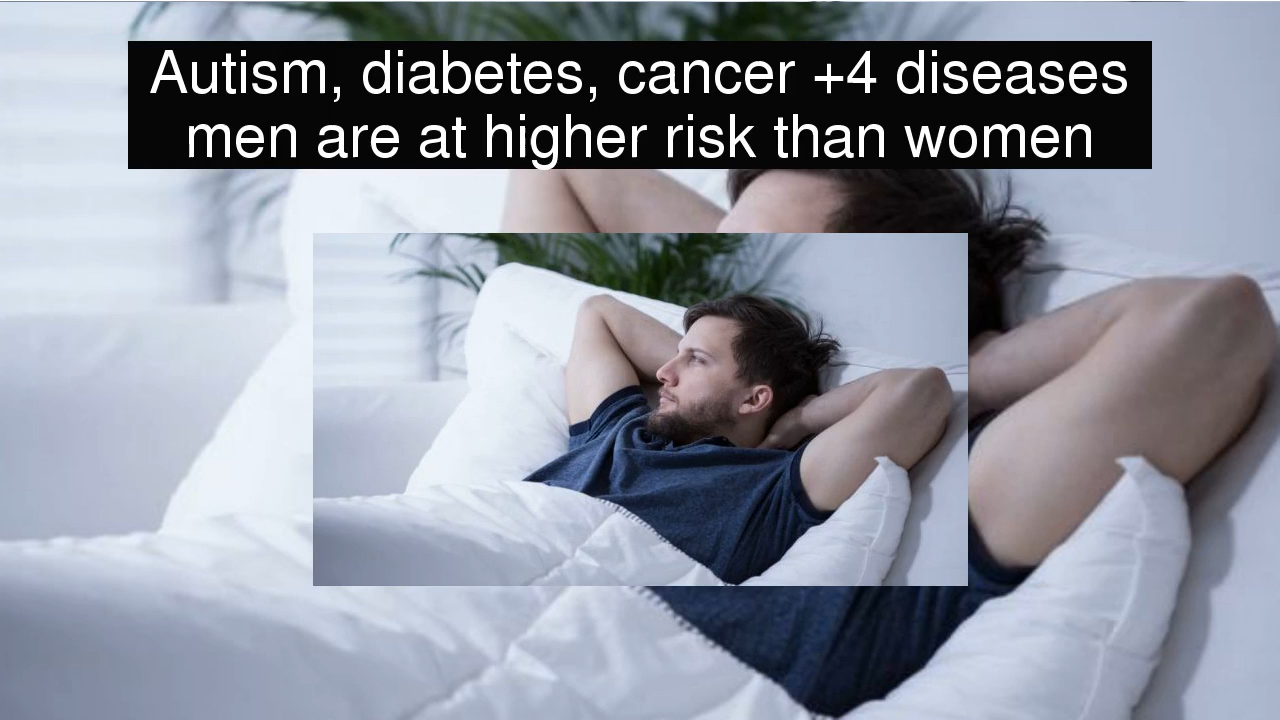 Autism, diabetes, cancer +4 diseases
men are at higher risk than women